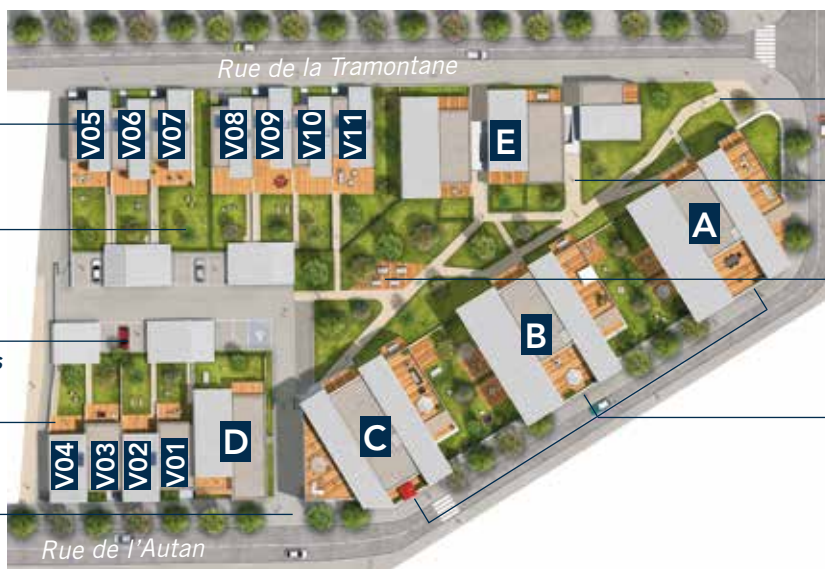 Rue de la Tramontane
V05
V06
V07
V08
V09
V10
V11
E
A
B
s
V04
V03
V02
V01
D
C
Rue de l'Autan